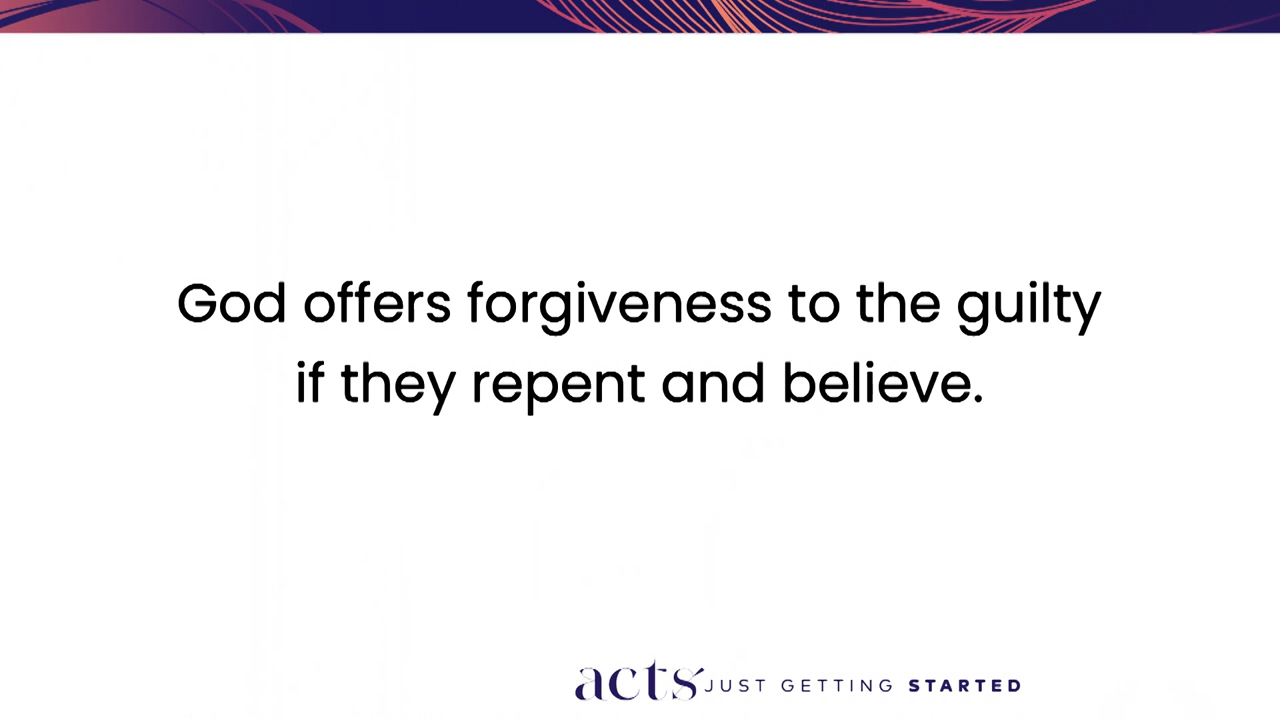 God offers forgiveness to the guilty
if they repent and believe.
acts JUST GETTING STARTED